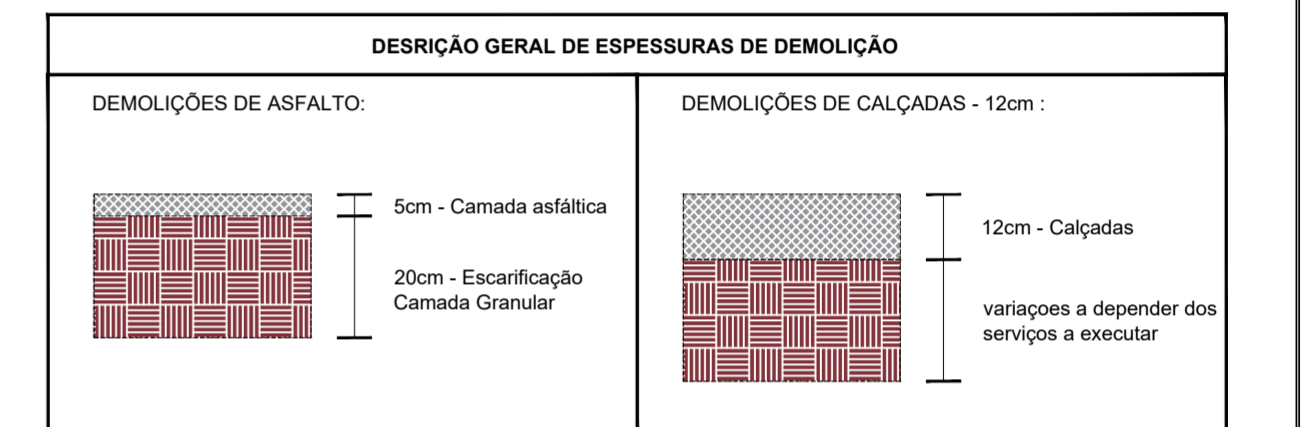 DESRIÇÃO GERAL DE ESPESSURAS DE DEMOLIÇÃO
DEMOLIÇÕES DE ASFALTO:
5cm - Camada asfáltica
20cm - Escarificação
Camada Granular
DEMOLIÇÕES DE CALÇADAS - 12cm :
12cm - Calçadas
variaçoes a depender dos
serviços a executar